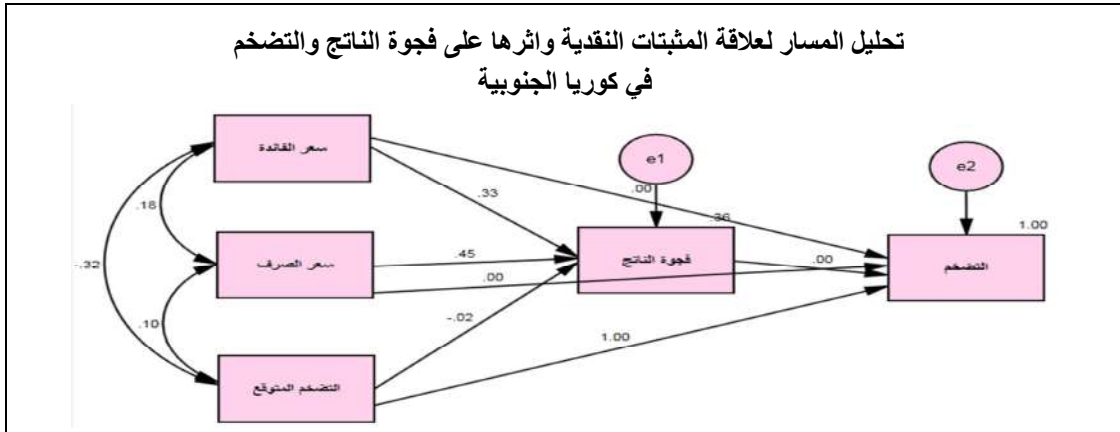 تحليل المسار لعلاقة المثبتات النقدية واثرها على فجوة الناتج والتضخم
في كوريا الجنوبية
سعر الفائدة
e1
e2
.33
.00
.18
.36
1.00
سعر الصرف
.45
فجوة الناتج
.00
التضخم
-.32
.00
-.02
.10
1.00
التضخم المتوقع